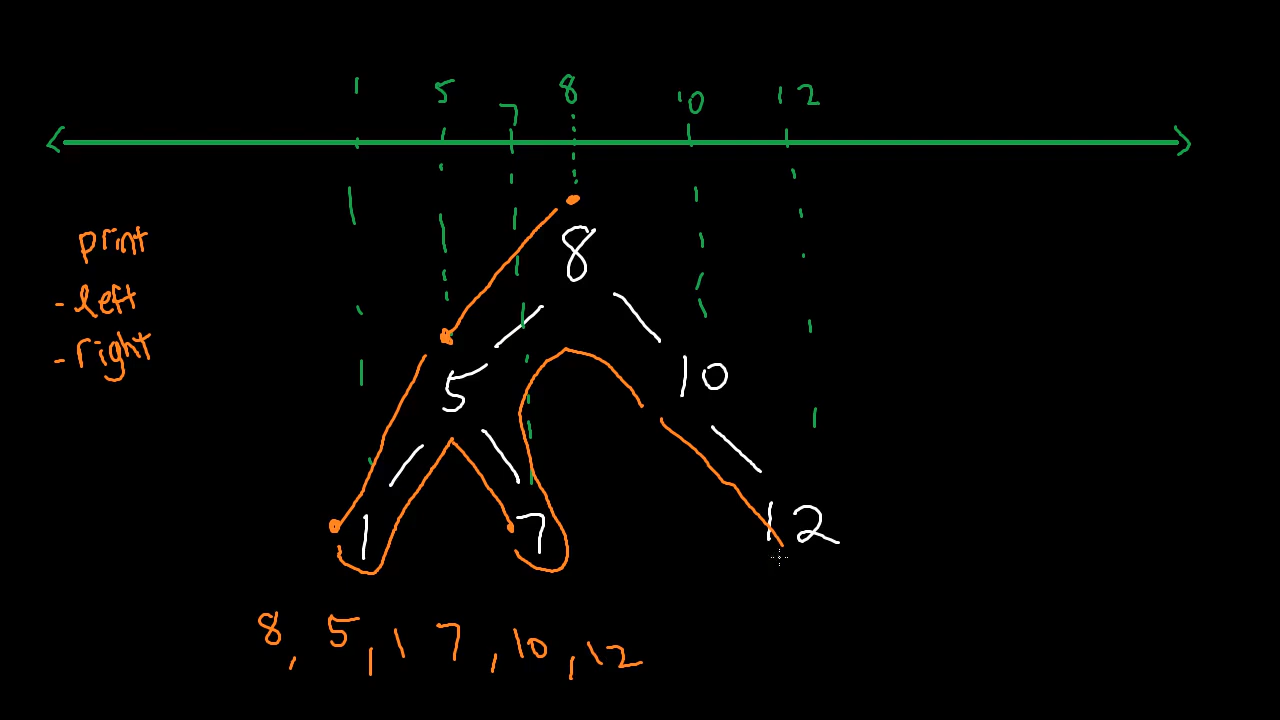 1 5 7 8 10 12
print
- left
- right
8
5 10
1 7 12
8, 5, 1 7, 10, 12